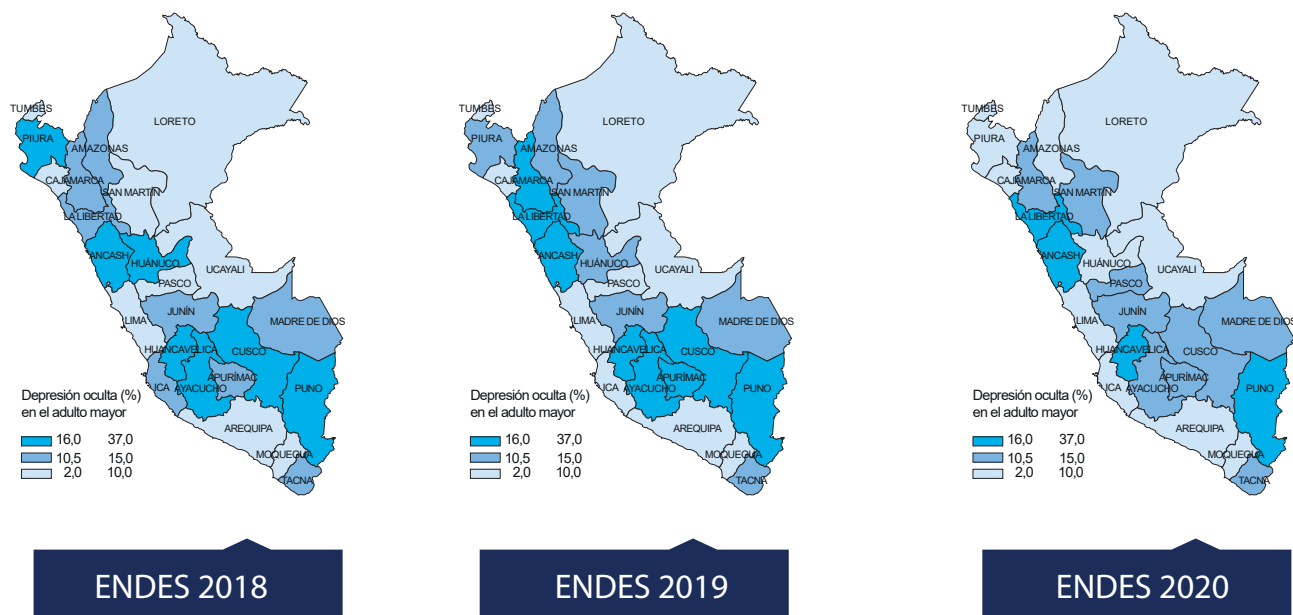 TUMBES
PIURA
LORETO
AMAZONAS
CAJAMARCA
SAN MARTÍN
LA LIBERTAD
ANCASH
HUÁNUCO
UCAYALI
PASCO
LIMA
JUNÍN
MADRE DE DIOS
HUANCAVELICA
CUSCO
ICA
AYACUCHO
APURÍMAC
PUNO
AREQUIPA
MOQUEGUA
TACNA
Depresión oculta (%)
en el adulto mayor
16,0 37,0
10,5 15,0
2,0 10,0
ENDES 2018
TUMBES
PIURA
LORETO
AMAZONAS
CAJAMARCA
SAN MARTÍN
LA LIBERTAD
ANCASH
HUÁNUCO
UCAYALI
PASCO
LIMA
JUNÍN
MADRE DE DIOS
HUANCAVELICA
CUSCO
ICA
AYACUCHO
APURÍMAC
PUNO
AREQUIPA
MOQUEGUA
TACNA
Depresión oculta (%)
en el adulto mayor
16,0 37,0
10,5 15,0
2,0 10,0
ENDES 2019
TUMBES
PIURA
LORETO
AMAZONAS
CAJAMARCA
SAN MARTÍN
LA LIBERTAD
ANCASH
HUÁNUCO
UCAYALI
PASCO
LIMA
JUNÍN
MADRE DE DIOS
HUANCAVELICA
CUSCO
ICA
AYACUCHO
APURÍMAC
PUNO
AREQUIPA
MOQUEGUA
TACNA
Depresión oculta (%)
en el adulto mayor
16,0 37,0
10,5 15,0
2,0 10,0
ENDES 2020